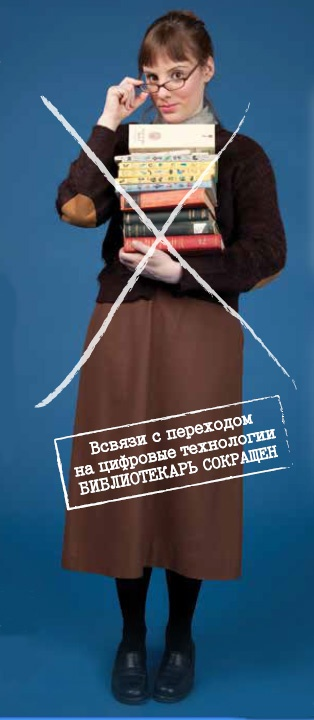 Всвязи с переходом
на цифровые технологии
БИБЛИОТЕКАРЬ СОКРАЩЕН